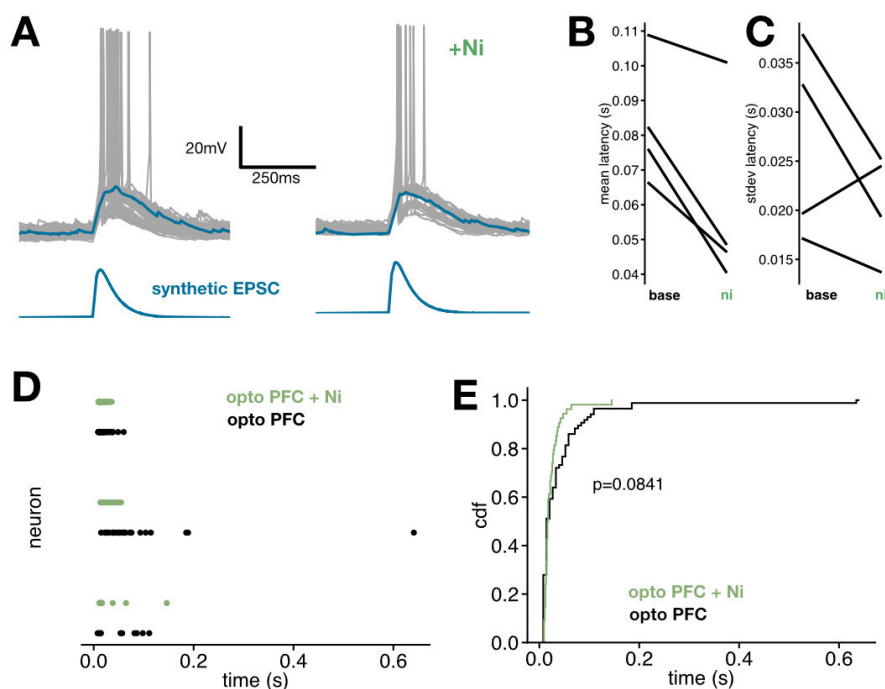 A
+Ni
20mV
250ms
synthetic EPSC
B
mean latency (s)
0.11
0.10
0.09
0.08
0.07
0.06
0.05
0.04
base
ni
C
stdev latency (s)
0.035
0.030
0.025
0.020
0.015
base
ni
D
opto PFC + Ni
opto PFC
neuron
0.0
0.2
0.4
0.6
time (s)
E
cdf
1.0
0.8
0.6
0.4
0.2
0.0
p=0.0841
opto PFC + Ni
opto PFC
0.0
0.2
0.4
0.6
time (s)